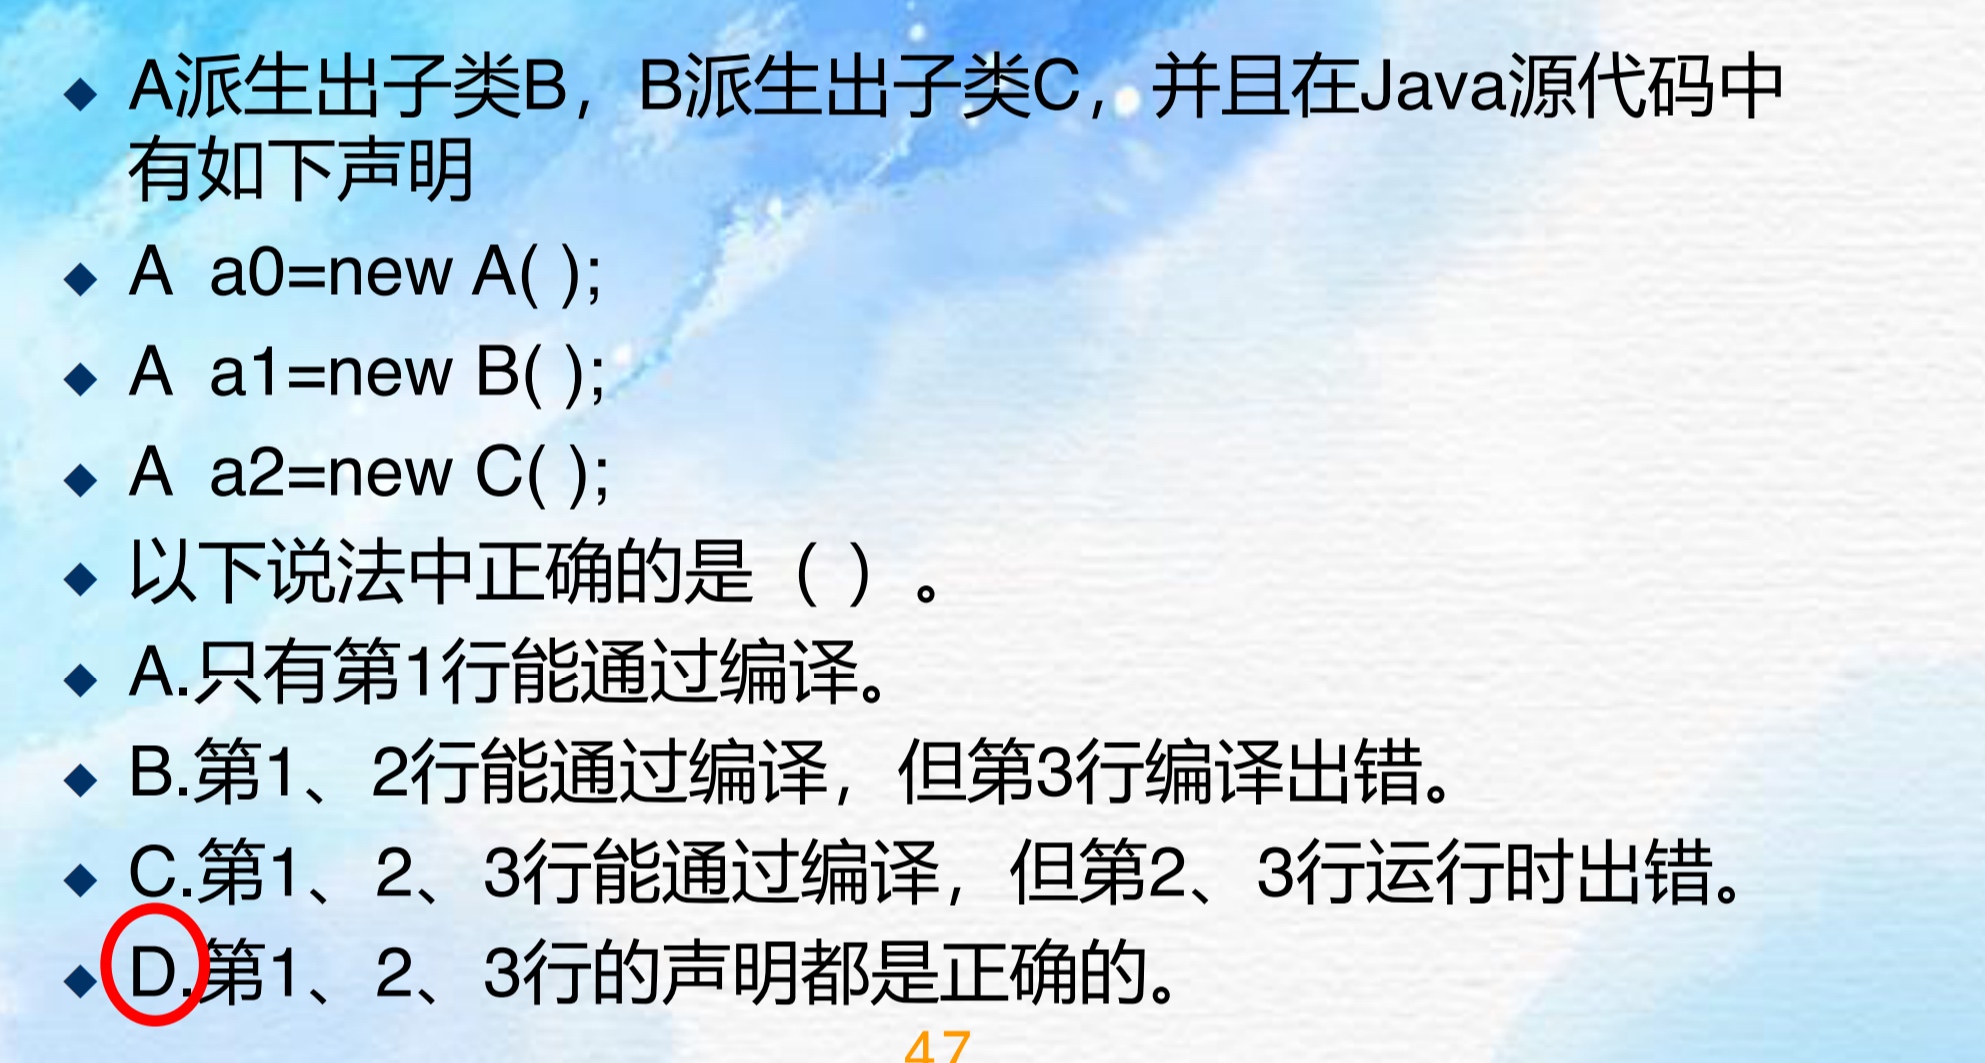 A派生出子类B，B派生出子类C，并且在Java源代码中
有如下声明
A  a0=new A( );
A  a1=new B( );
A  a2=new C( );
以下说法中正确的是（ ）。
A.只有第1行能通过编译。
B.第1、2行能通过编译，但第3行编译出错。
C.第1、2、3行能通过编译，但第2、3行运行时出错。
D.第1、2、3行的声明都是正确的。
47